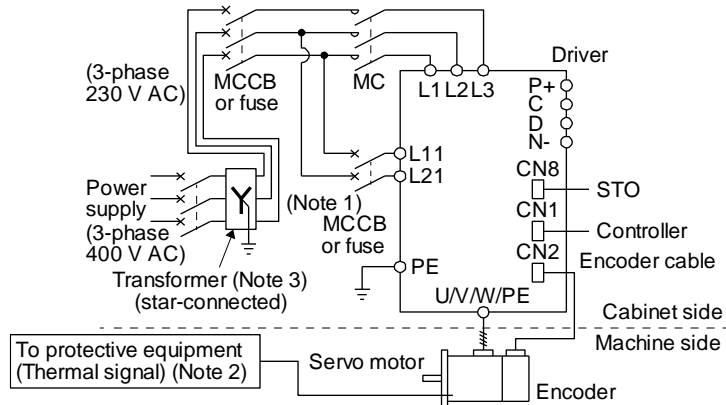 (3-phase
230 V AC)
MCCB
or fuse
MC
Driver
L1
L2
L3
P+
C
D
N-
L11
L21
CN8
STO
(Note 1)
MCCB
or fuse
CN1
Controller
CN2
Encoder cable
Power
supply
(3-phase
400 V AC)
Transformer (Note 3)
(star-connected)
PE
U/V/W/PE
Cabinet side
Machine side
To protective equipment
(Thermal signal) (Note 2)
Servo motor
Encoder